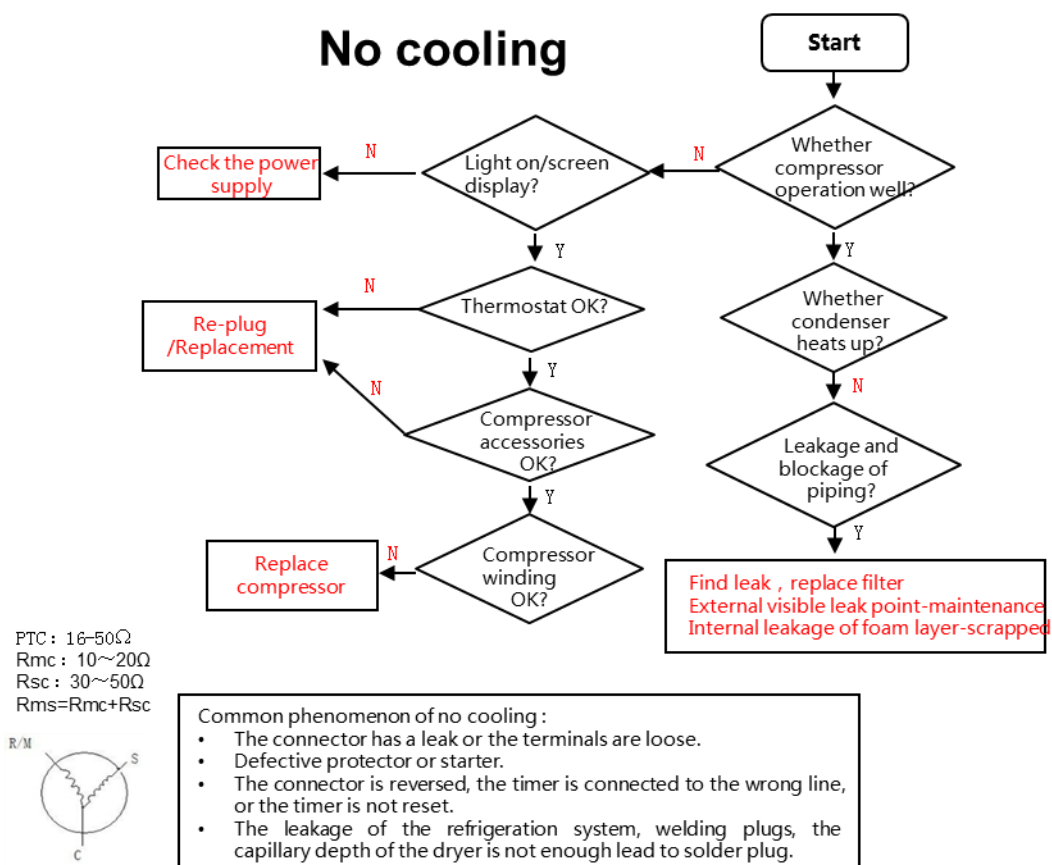 No cooling
Start
Whether
compressor
operation well?
N
Light on/screen
display?
N
Check the power
supply
Y
Y
Thermostat OK?
N
Re-plug
/Replacement
Whether
condenser
heats up?
Y
N
N
Compressor
accessories
OK?
Leakage and
blockage of
piping?
Y
Y
Compressor
winding
OK?
N
Replace
compressor
Find leak , replace filter
External visible leak point-maintenance
Internal leakage of foam layer-scrapped
PTC: 16-50Ω
Rmc: 10～20Ω
Rsc: 30～50Ω
Rms=Rmc+Rsc
R/M
S
C
Common phenomenon of no cooling :
• The connector has a leak or the terminals are loose.
• Defective protector or starter.
• The connector is reversed, the timer is connected to the wrong line,
or the timer is not reset.
• The leakage of the refrigeration system, welding plugs, the
capillary depth of the dryer is not enough lead to solder plug.